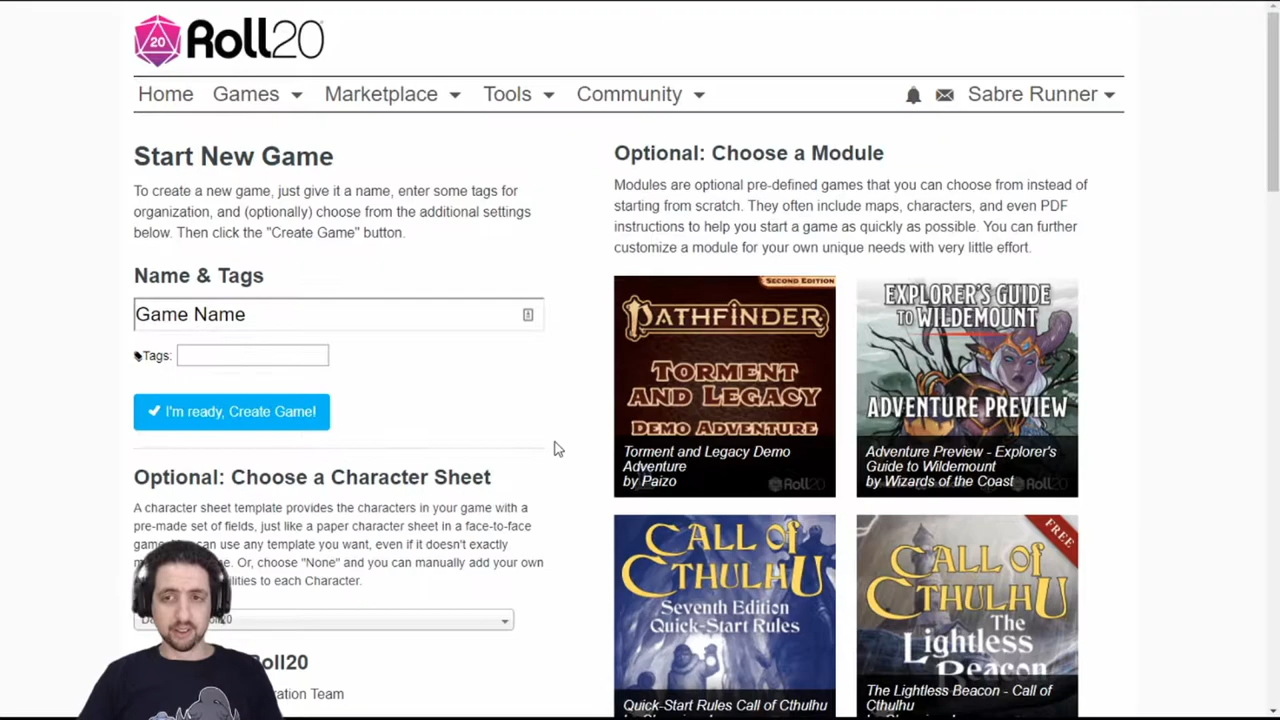 20 Roll20
Home Games Marketplace Tools Community Sabre Runner
Start New Game
To create a new game, just give it a name, enter some tags for
organization, and (optionally) choose from the additional settings
below. Then click the "Create Game" button.
Name & Tags
Game Name
Tags:
I'm ready, Create Game!
Optional: Choose a Character Sheet
A character sheet template provides the characters in your game with a
pre-made set of fields, just like a paper character sheet in a face-to-face
can use any template you want, even if it doesn't exactly
Or, choose "None" and you can manually add your own
to each Character.
Roll20
Team
Optional: Choose a Module
Modules are optional pre-defined games that you can choose from instead of
starting from scratch. They often include maps, characters, and even PDF
instructions to help you start a game as quickly as possible. You can further
customize a module for your own unique needs with very little effort.
SECOND EDITION
PATHFINDER
TORMENT
AND LEGACY
DEMO ADVENTURE
Torment and Legacy Demo
Adventure
by Paizo
Roll20
EXPLORER'S GUIDE
TO WILDEMOUNT
ADVENTURE PREVIEW
Adventure Preview - Explorer's
Guide to Wildemount
by Wizards of the Coast
Roll20
CALL of
CTHULHU
Seventh Edition
Quick-Start Rules
Quick-Start Rules Call of Cthulhu
FREE
CALL of
CTHULHU
The
Lightless
Beacon
The Lightless Beacon - Call of
Cthulhu